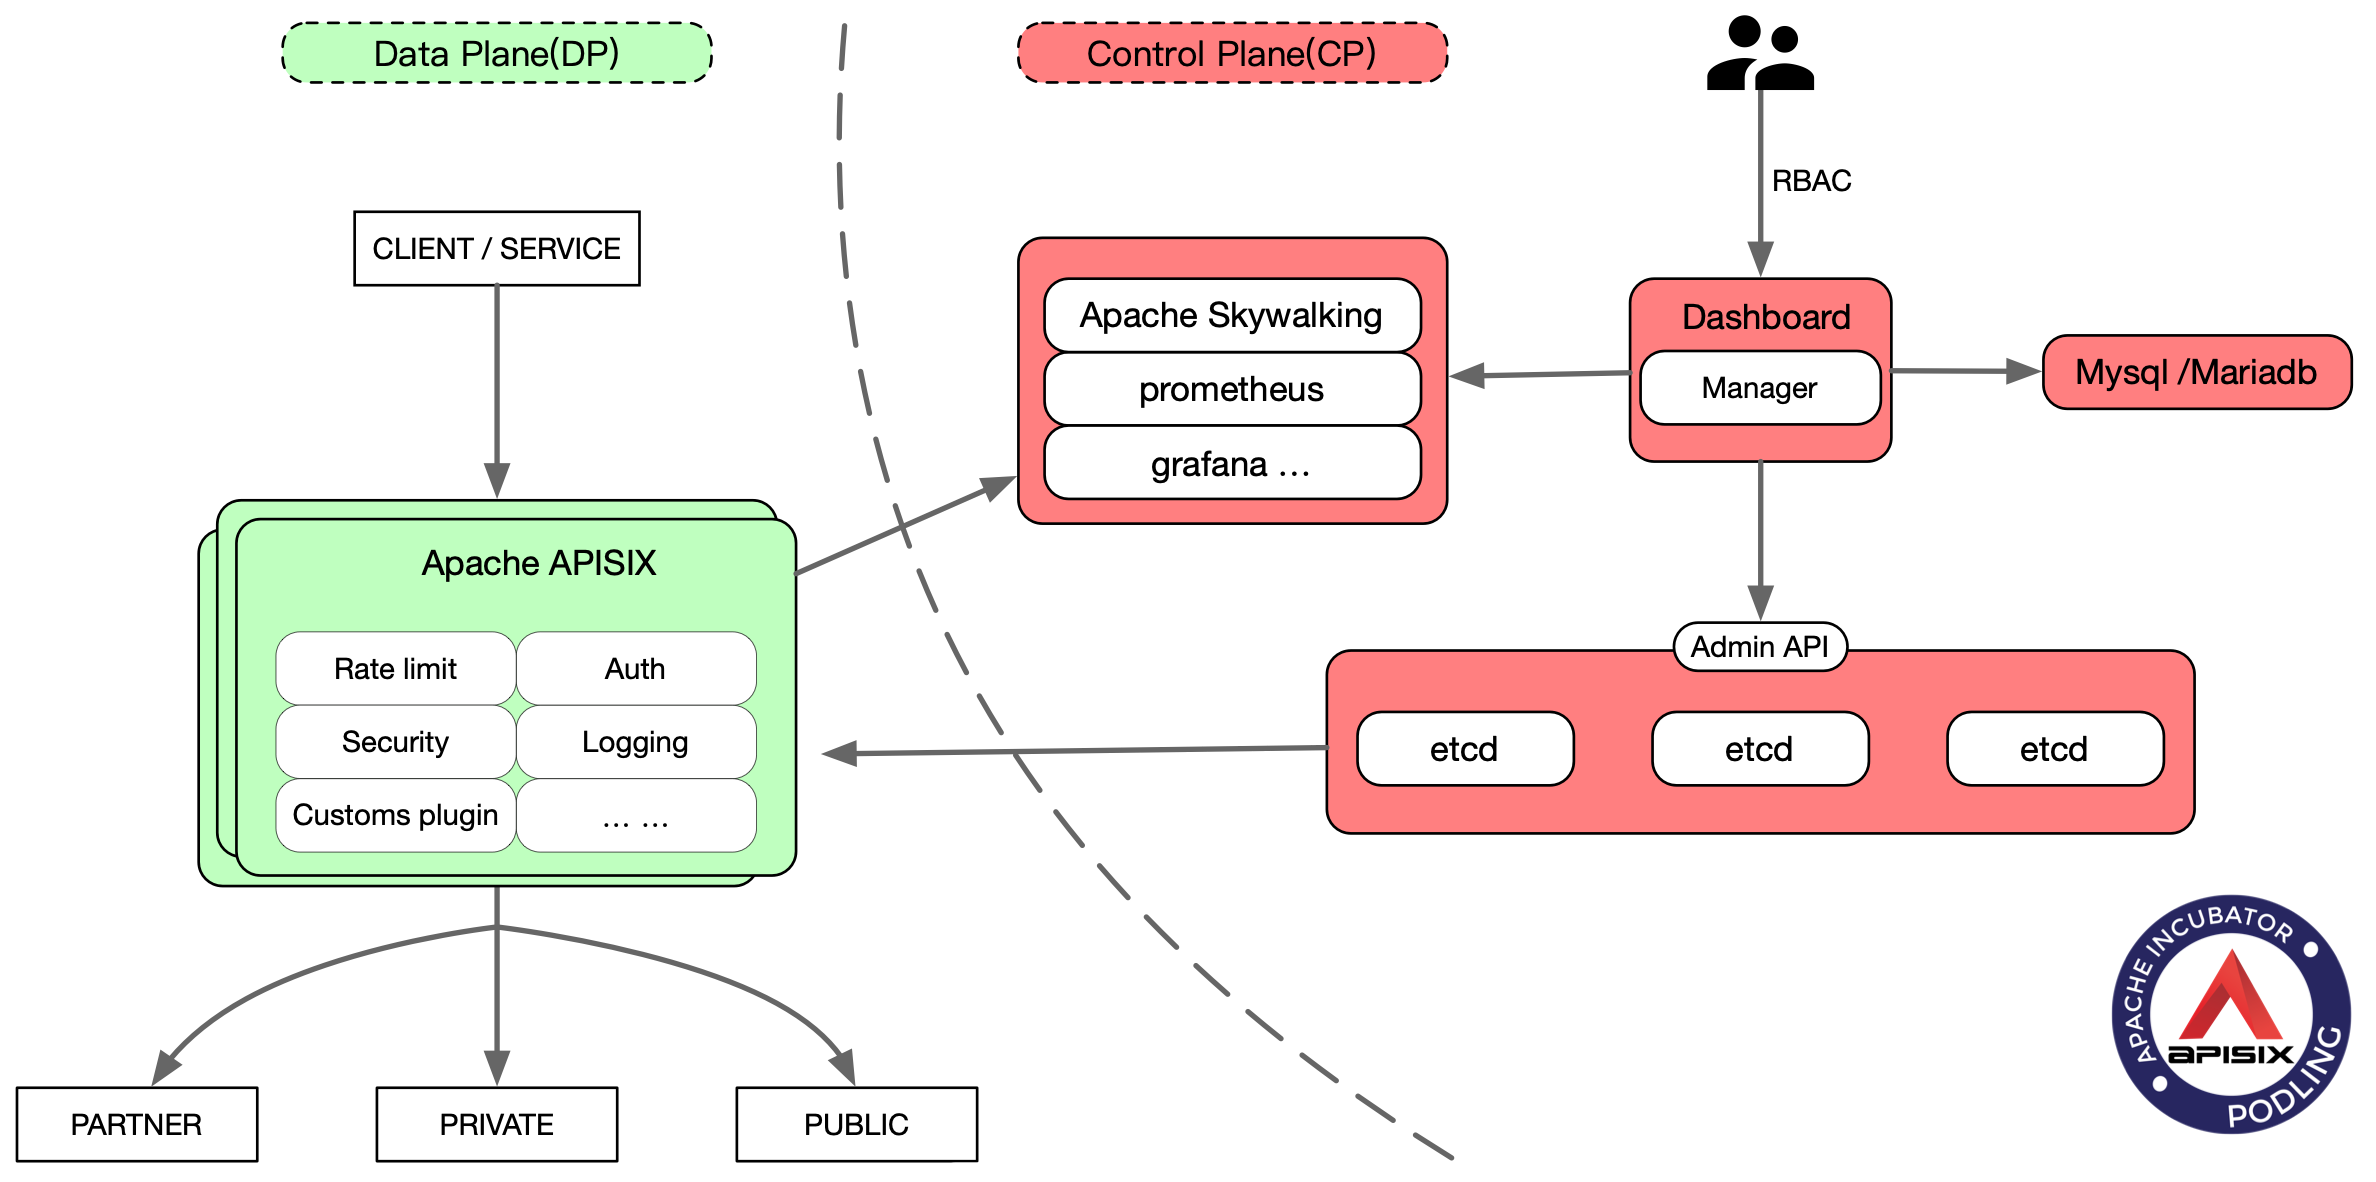 Data Plane(DP)
Control Plane(CP)
RBAC
CLIENT / SERVICE
Apache Skywalking
prometheus
grafana ...
Dashboard
Manager
Mysql /Mariadb
Apache APISIX
Rate limit
Auth
Security
Logging
Customs plugin
... ...
Admin API
etcd
etcd
etcd
PARTNER
PRIVATE
PUBLIC
APACHE INCUBATOR
APISIX
PODLING